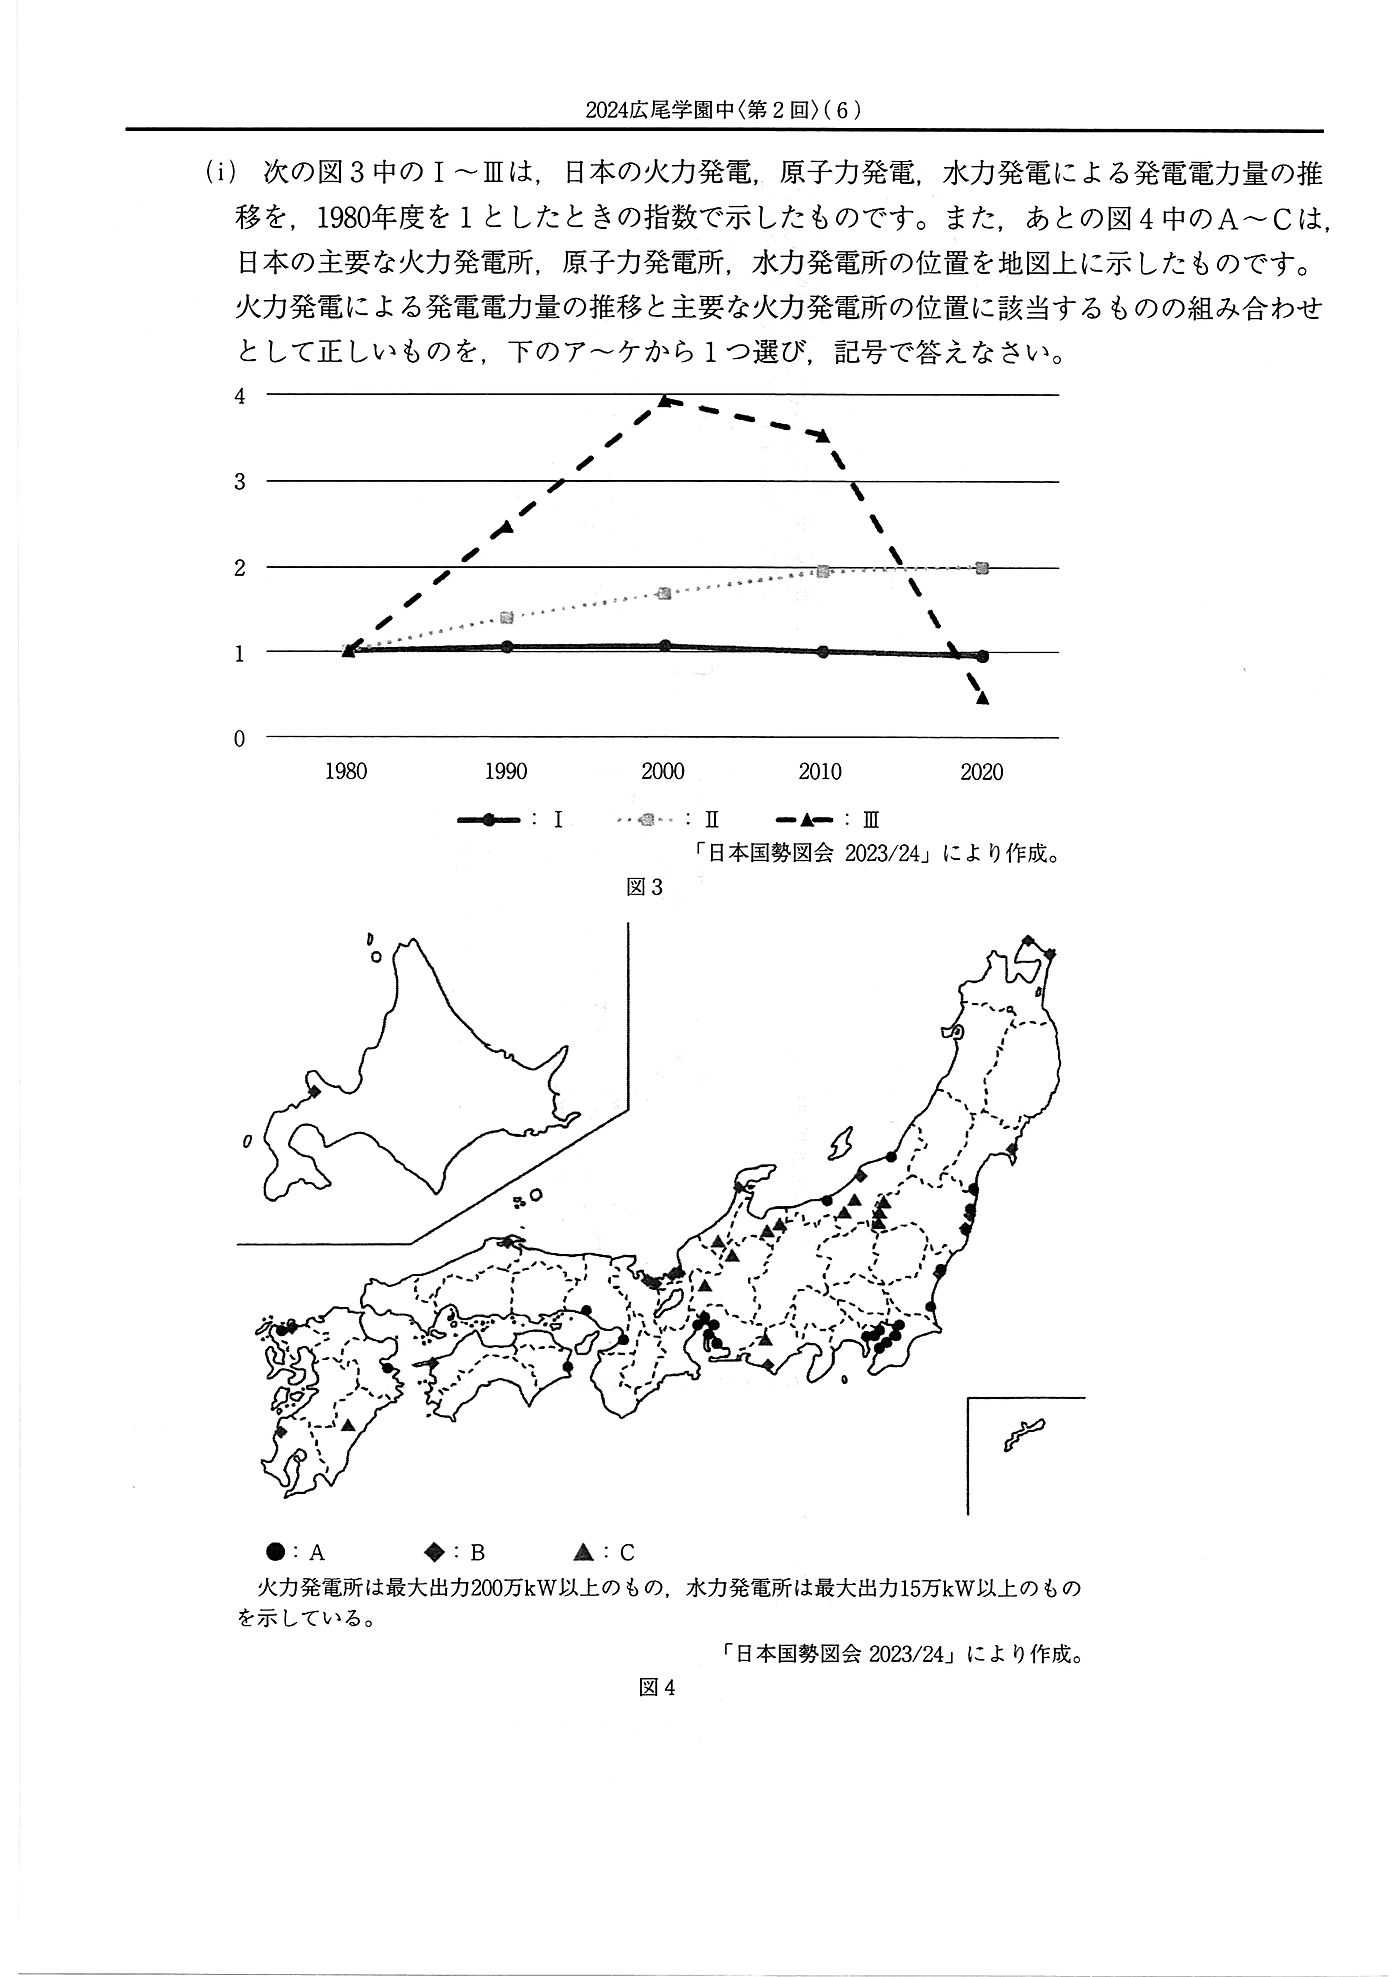 2024広尾学園中〈第2回〉(6)
(i) 次の図3中のⅠ～Ⅲは，日本の火力発電，原子力発電，水力発電による発電電力量の推
移を，1980年度を1としたときの指数で示したものです。また，あとの図4中のA～Cは，
日本の主要な火力発電所，原子力発電所，水力発電所の位置を地図上に示したものです。
火力発電による発電電力量の推移と主要な火力発電所の位置に該当するものの組み合わせ
として正しいものを，下のア～ケから1つ選び，記号で答えなさい。
4
3
2
1
0
1980 1990 2000 2010 2020
：Ⅰ ：Ⅱ ：Ⅲ
「日本国勢図会 2023/24」により作成。
図3
：A ：B ：C
火力発電所は最大出力200万kW以上のもの，水力発電所は最大出力15万kW以上のもの
を示している。
「日本国勢図会 2023/24」により作成。
図4